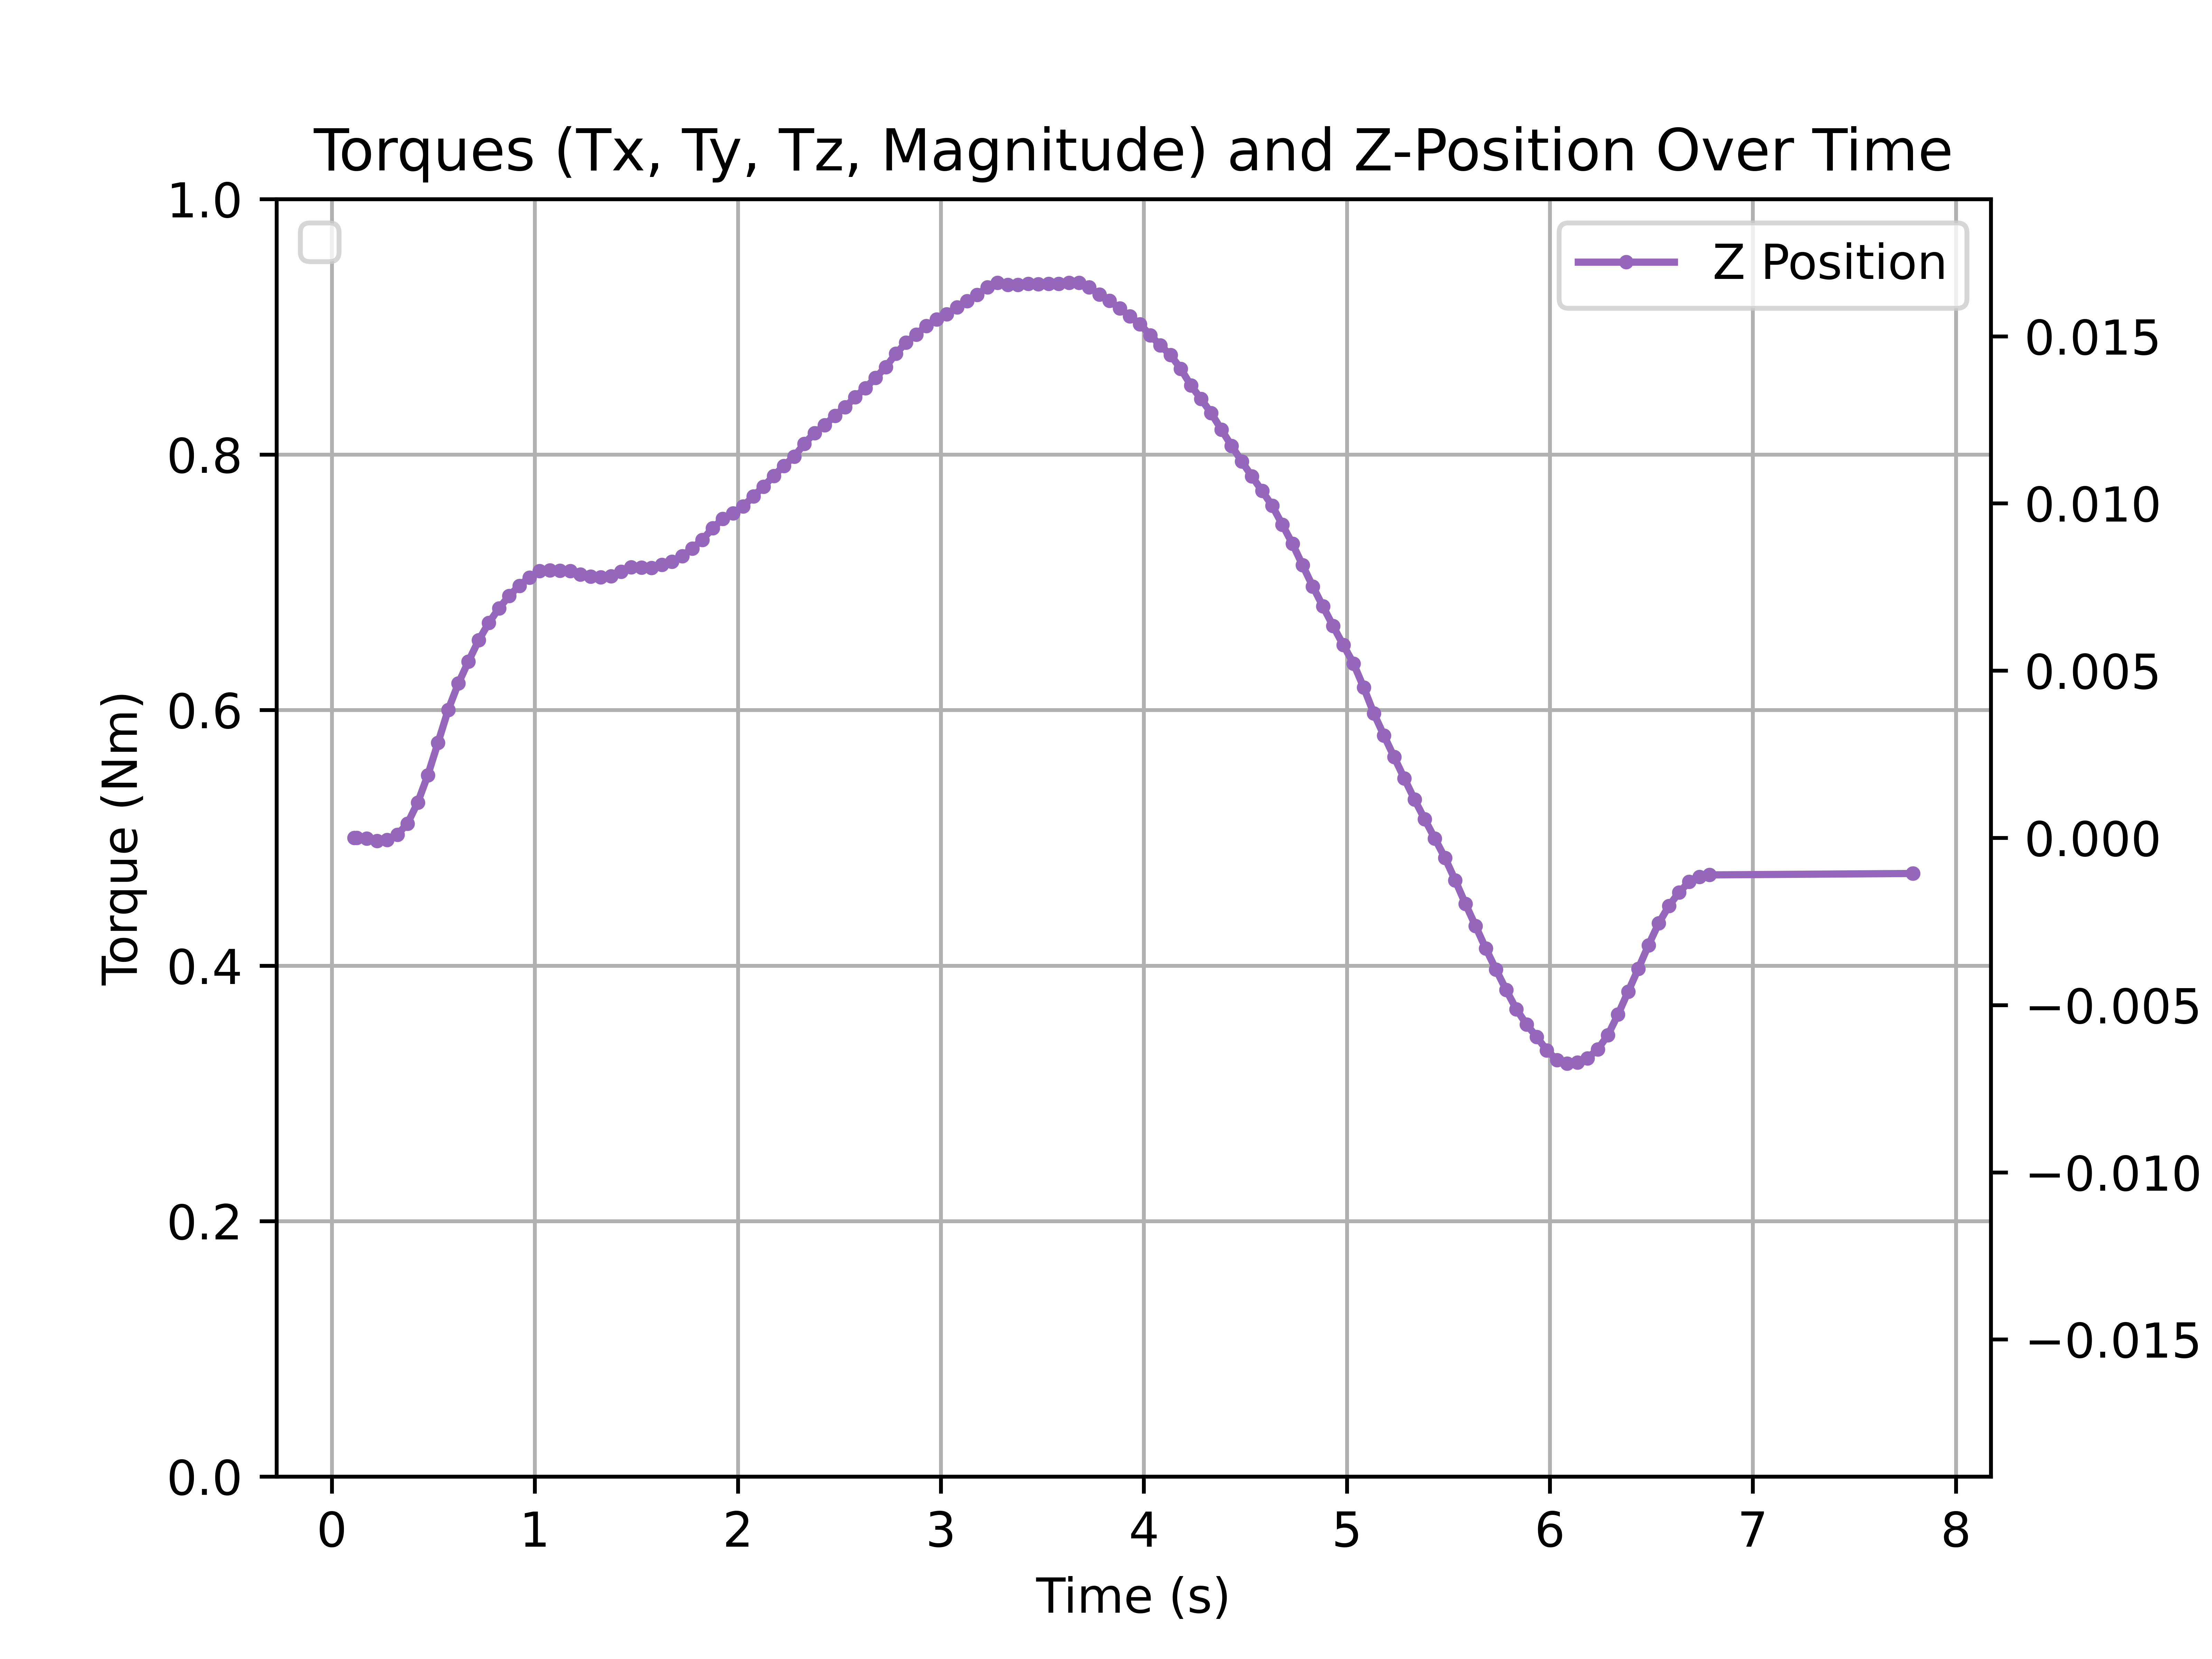 Torques (Tx, Ty, Tz, Magnitude) and Z-Position Over Time
Z Position
1.0
0.8
0.6
0.4
0.2
0.0
Torque (Nm)
0.015
0.010
0.005
0.000
−0.005
−0.010
−0.015
0 1 2 3 4 5 6 7 8
Time (s)